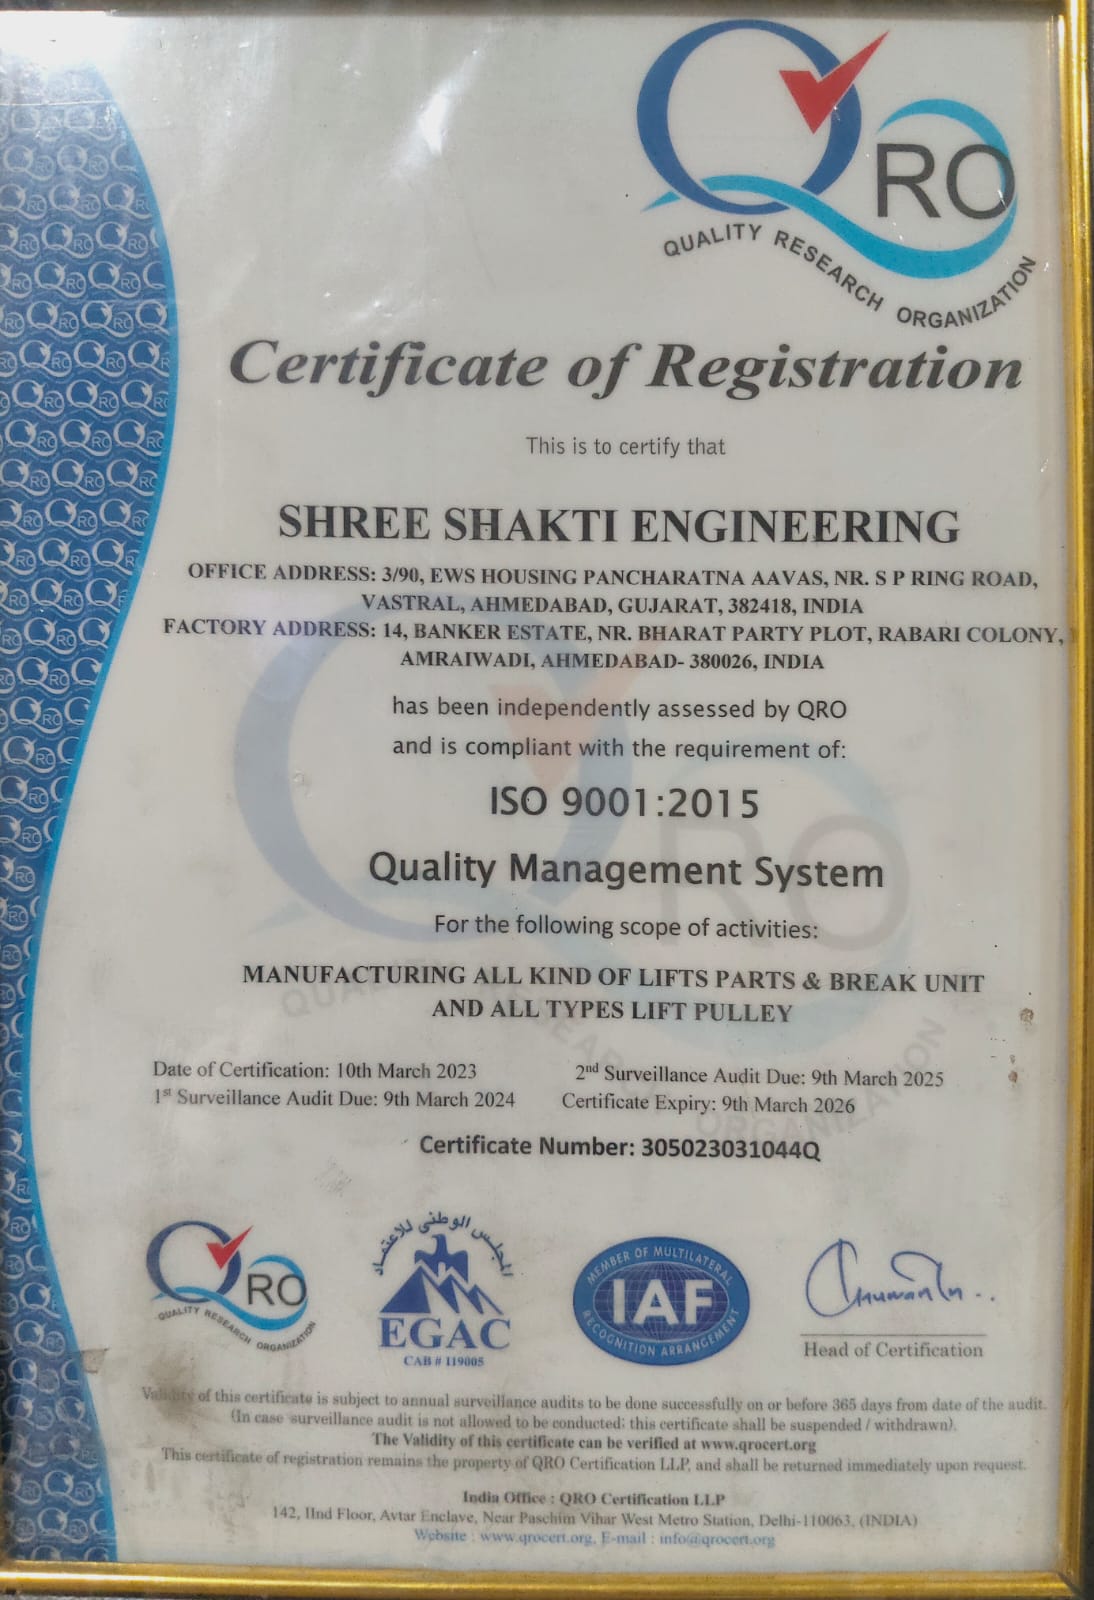 QRO
QUALITY RESEARCH ORGANIZATION
Certificate of Registration
This is to certify that
SHREE SHAKTI ENGINEERING
OFFICE ADDRESS: 3/90, EWS HOUSING PANCHARATNA AAVAS, NR. S P RING ROAD,
VASTRAL, AHMEDABAD, GUJARAT, 382418, INDIA
FACTORY ADDRESS: 14, BANKER ESTATE, NR. BHARAT PARTY PLOT, RABARI COLONY,
AMRAIWADI, AHMEDABAD- 380026, INDIA
has been independently assessed by QRO
and is compliant with the requirement of:
ISO 9001:2015
Quality Management System
For the following scope of activities:
MANUFACTURING ALL KIND OF LIFTS PARTS & BREAK UNIT
AND ALL TYPES LIFT PULLEY
Date of Certification: 10th March 2023
2nd Surveillance Audit Due: 9th March 2025
1st Surveillance Audit Due: 9th March 2024
Certificate Expiry: 9th March 2026
Certificate Number: 305023031044Q
QRO
QUALITY RESEARCH ORGANIZATION
المجلس الوطنى للاعتماد
EGAC
CAB # 119005
MEMBER OF MULTILATERAL
IAF
RECOGNITION ARRANGEMENT
Head of Certification
Validity of this certificate is subject to annual surveillance audits to be done successfully on or before 365 days from date of the audit.
(In case surveillance audit is not allowed to be conducted; this certificate shall be suspended / withdrawn).
The Validity of this certificate can be verified at www.qrocert.org
This certificate of registration remains the property of QRO Certification LLP, and shall be returned immediately upon request.
India Office : QRO Certification LLP
142, IInd Floor, Avtar Enclave, Near Paschim Vihar West Metro Station, Delhi-110063, (INDIA)
Website : www.qrocert.org, E-mail : info@qrocert.org